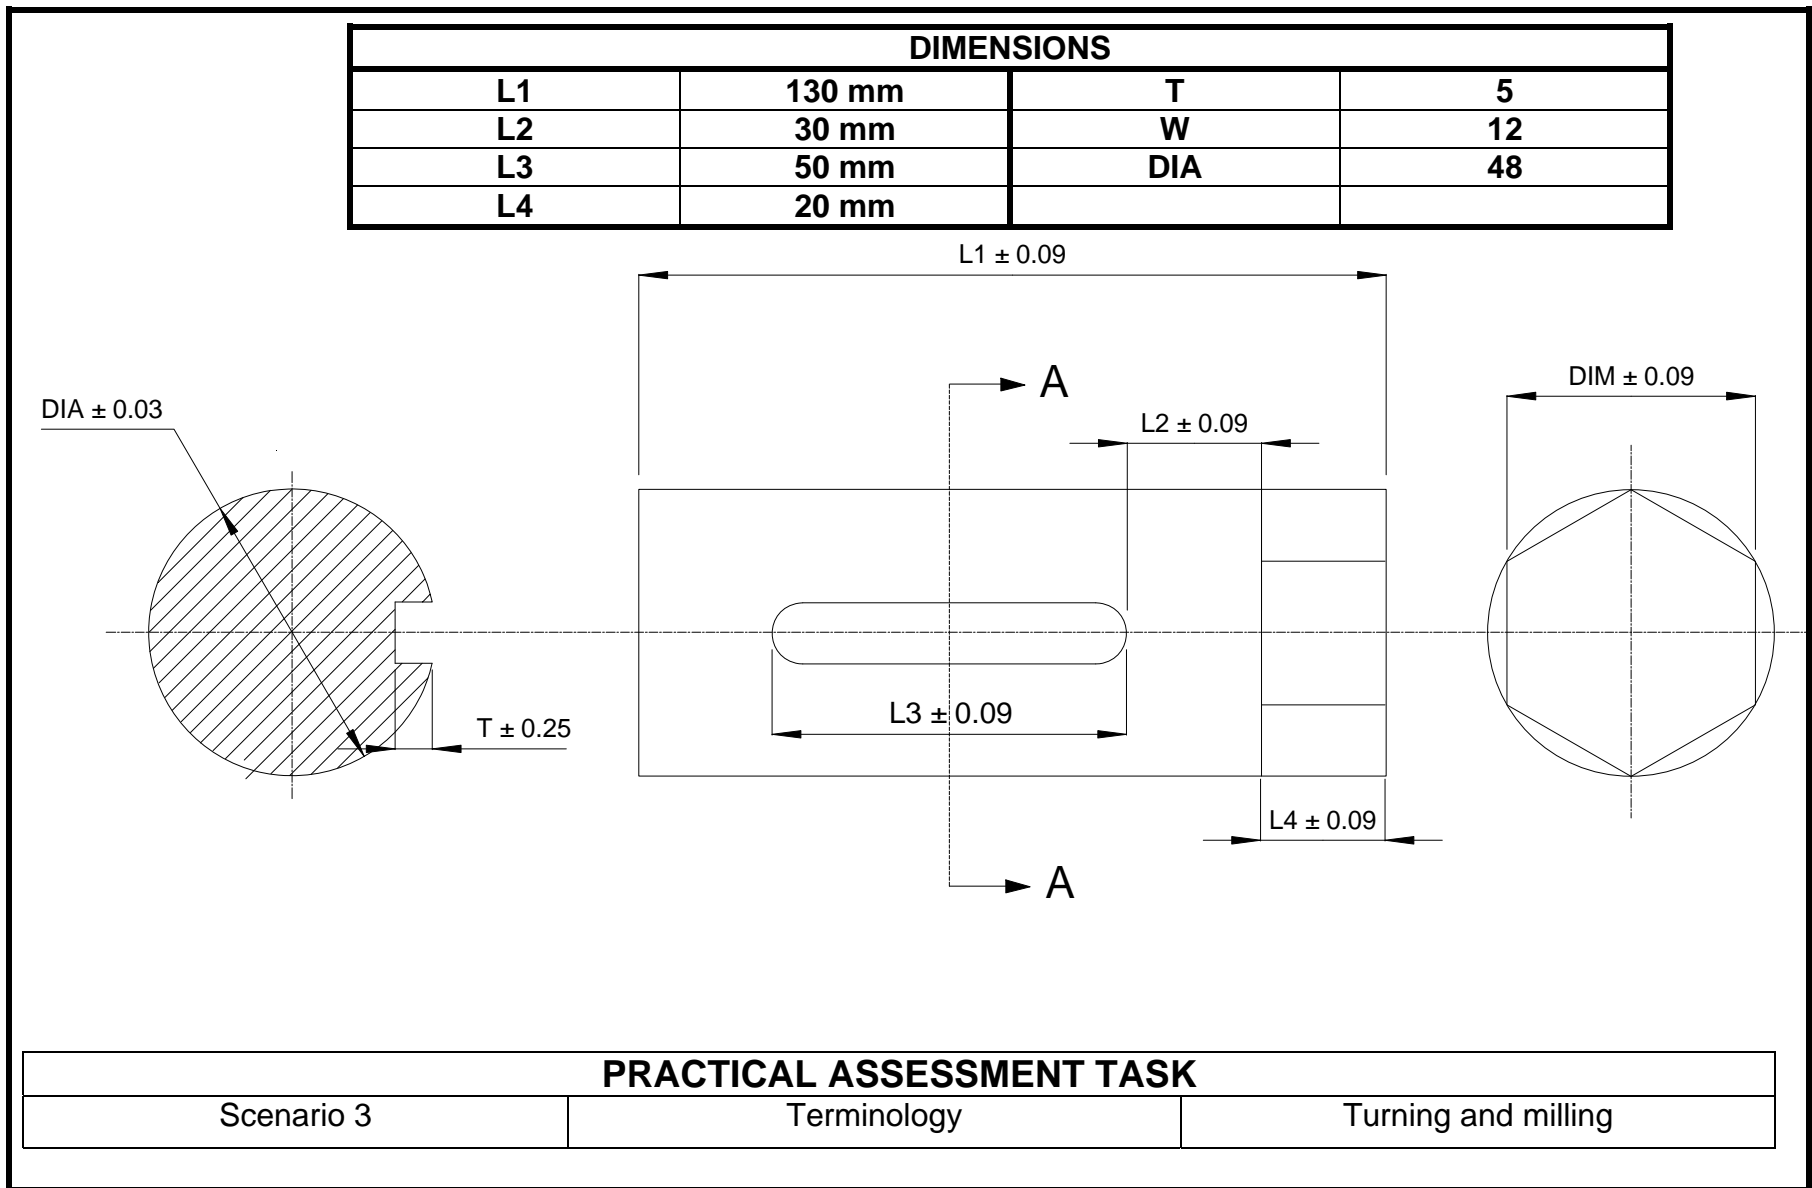 DIMENSIONS
L1 130 mm T 5
L2 30 mm W 12
L3 50 mm DIA 48
L4 20 mm
L1 ± 0.09
A
DIM ± 0.09
DIA ± 0.03
L2 ± 0.09
L3 ± 0.09
T ± 0.25
L4 ± 0.09
A
PRACTICAL ASSESSMENT TASK
Scenario 3 Terminology Turning and milling